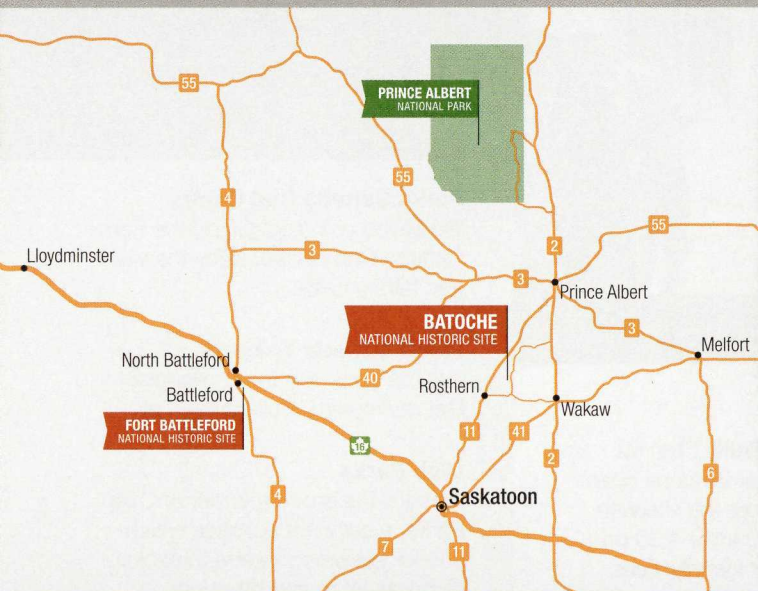 55
PRINCE ALBERT
NATIONAL PARK
55
4
55
2
3
3
Lloydminster
Prince Albert
BATOCHE
NATIONAL HISTORIC SITE
3
Melfort
North Battleford
40
Rosthern
Battleford
Wakaw
FORT BATTLEFORD
NATIONAL HISTORIC SITE
11
41
16
2
6
4
Saskatoon
7
11